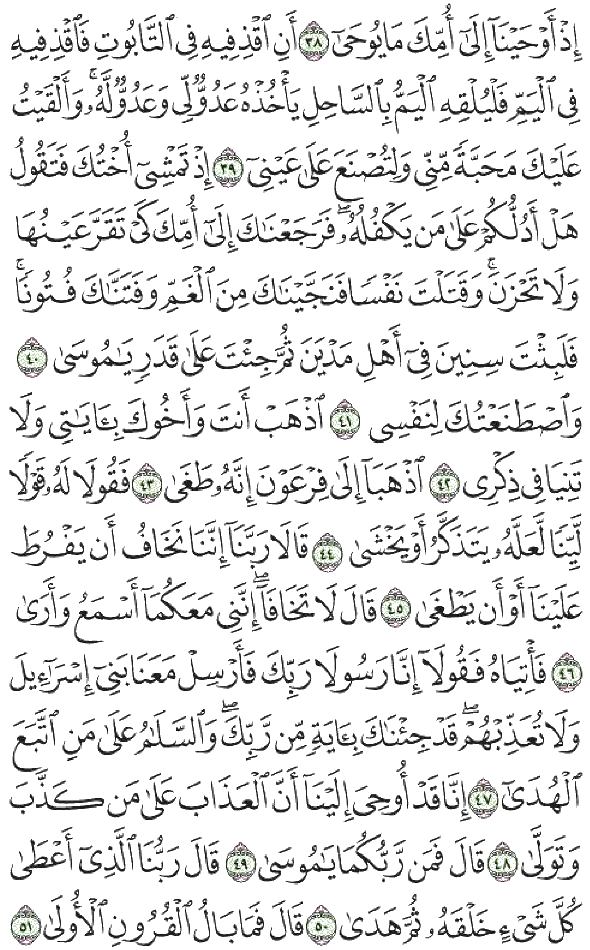 إِذْ أَوْحَيْنَآ إِلَىٰٓ أُمِّكَ مَا يُوحَىٰٓ ٣٨ أَنِ ٱقْذِفِيهِ فِى ٱلتَّابُوتِ فَٱقْذِفِيهِ
فِى ٱلْيَمِّ فَلْيُلْقِهِ ٱلْيَمُّ بِٱلسَّاحِلِ يَأْخُذْهُ عَدُوٌّ لِّى وَعَدُوٌّ لَّهُۥ ۚ وَأَلْقَيْتُ
عَلَيْكَ مَحَبَّةً مِّنِّى وَلِتُصْنَعَ عَلَىٰ عَيْنِىٓ ٣٩ إِذْ تَمْشِىٓ أُخْتُكَ فَتَقُولُ
هَلْ أَدُلُّكُمْ عَلَىٰ مَن يَكْفُلُهُۥ ۖ فَرَجَعْنَٰكَ إِلَىٰٓ أُمِّكَ كَىْ تَقَرَّ عَيْنُهَا
وَلَا تَحْزَنَ ۚ وَقَتَلْتَ نَفْسًا فَنَجَّيْنَٰكَ مِنَ ٱلْغَمِّ وَفَتَنَّٰكَ فُتُونًا ۚ
فَلَبِثْتَ سِنِينَ فِىٓ أَهْلِ مَدْيَنَ ثُمَّ جِئْتَ عَلَىٰ قَدَرٍ يَٰمُوسَىٰ ٤٠
وَٱصْطَنَعْتُكَ لِنَفْسِى ٤١ ٱذْهَبْ أَنتَ وَأَخُوكَ بِـَٔايَٰتِى وَلَا
تَنِيَا فِى ذِكْرِى ٤٢ ٱذْهَبَآ إِلَىٰ فِرْعَوْنَ إِنَّهُۥ طَغَىٰ ٤٣ فَقُولَا لَهُۥ قَوْلًا
لَّيِّنًا لَّعَلَّهُۥ يَتَذَكَّرُ أَوْ يَخْشَىٰ ٤٤ قَالَا رَبَّنَآ إِنَّنَا نَخَافُ أَن يَفْرُطَ
عَلَيْنَآ أَوْ أَن يَطْغَىٰ ٤٥ قَالَ لَا تَخَافَآ ۖ إِنَّنِى مَعَكُمَآ أَسْمَعُ وَأَرَىٰ
٤٦ فَأْتِيَاهُ فَقُولَآ إِنَّا رَسُولَا رَبِّكَ فَأَرْسِلْ مَعَنَا بَنِىٓ إِسْرَٰٓءِيلَ
وَلَا تُعَذِّبْهُمْ ۖ قَدْ جِئْنَٰكَ بِـَٔايَةٍ مِّن رَّبِّكَ ۖ وَٱلسَّلَٰمُ عَلَىٰ مَنِ ٱتَّبَعَ
ٱلْهُدَىٰٓ ٤٧ إِنَّا قَدْ أُوحِىَ إِلَيْنَآ أَنَّ ٱلْعَذَابَ عَلَىٰ مَن كَذَّبَ
وَتَوَلَّىٰ ٤٨ قَالَ فَمَن رَّبُّكُمَا يَٰمُوسَىٰ ٤٩ قَالَ رَبُّنَا ٱلَّذِىٓ أَعْطَىٰ
كُلَّ شَىْءٍ خَلْقَهُۥ ثُمَّ هَدَىٰ ٥٠ قَالَ فَمَا بَالُ ٱلْقُرُونِ ٱلْأُولَىٰ ٥١